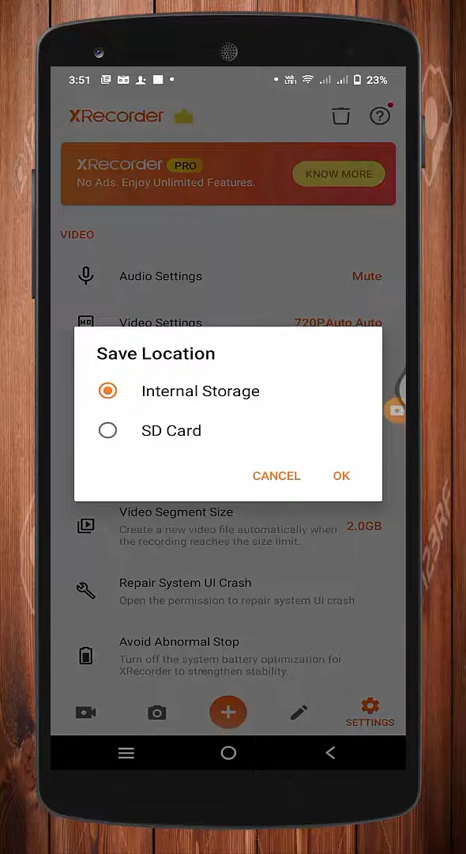 3:51
23%
XRecorder
XRecorder PRO
No Ads. Enjoy Unlimited Features.
KNOW MORE
VIDEO
Audio Settings Mute
Video Settings 720P,Auto,Auto
Save Location
Internal Storage
SD Card
CANCEL OK
Video Segment Size
Create a new video file automatically when
the recording reaches the size limit.
2.0GB
Repair System UI Crash
Open the permission to repair system UI crash
Avoid Abnormal Stop
Turn off the system battery optimization for
XRecorder to strengthen stability.
SETTINGS
123RF